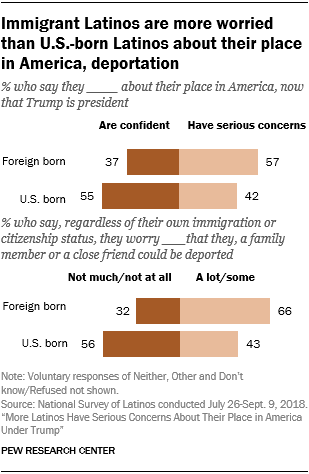 Immigrant Latinos are more worried
than U.S.-born Latinos about their place
in America, deportation
% who say they ____ about their place in America, now
that Trump is president
Are confident Have serious concerns
Foreign born 37 57
U.S. born 55 42
% who say, regardless of their own immigration or
citizenship status, they worry ___that they, a family
member or a close friend could be deported
Not much/not at all A lot/some
Foreign born 32 66
U.S. born 56 43
Note: Voluntary responses of Neither, Other and Don't
know/Refused not shown.
Source: National Survey of Latinos conducted July 26-Sept. 9, 2018.
“More Latinos Have Serious Concerns About Their Place in America
Under Trump”
PEW RESEARCH CENTER